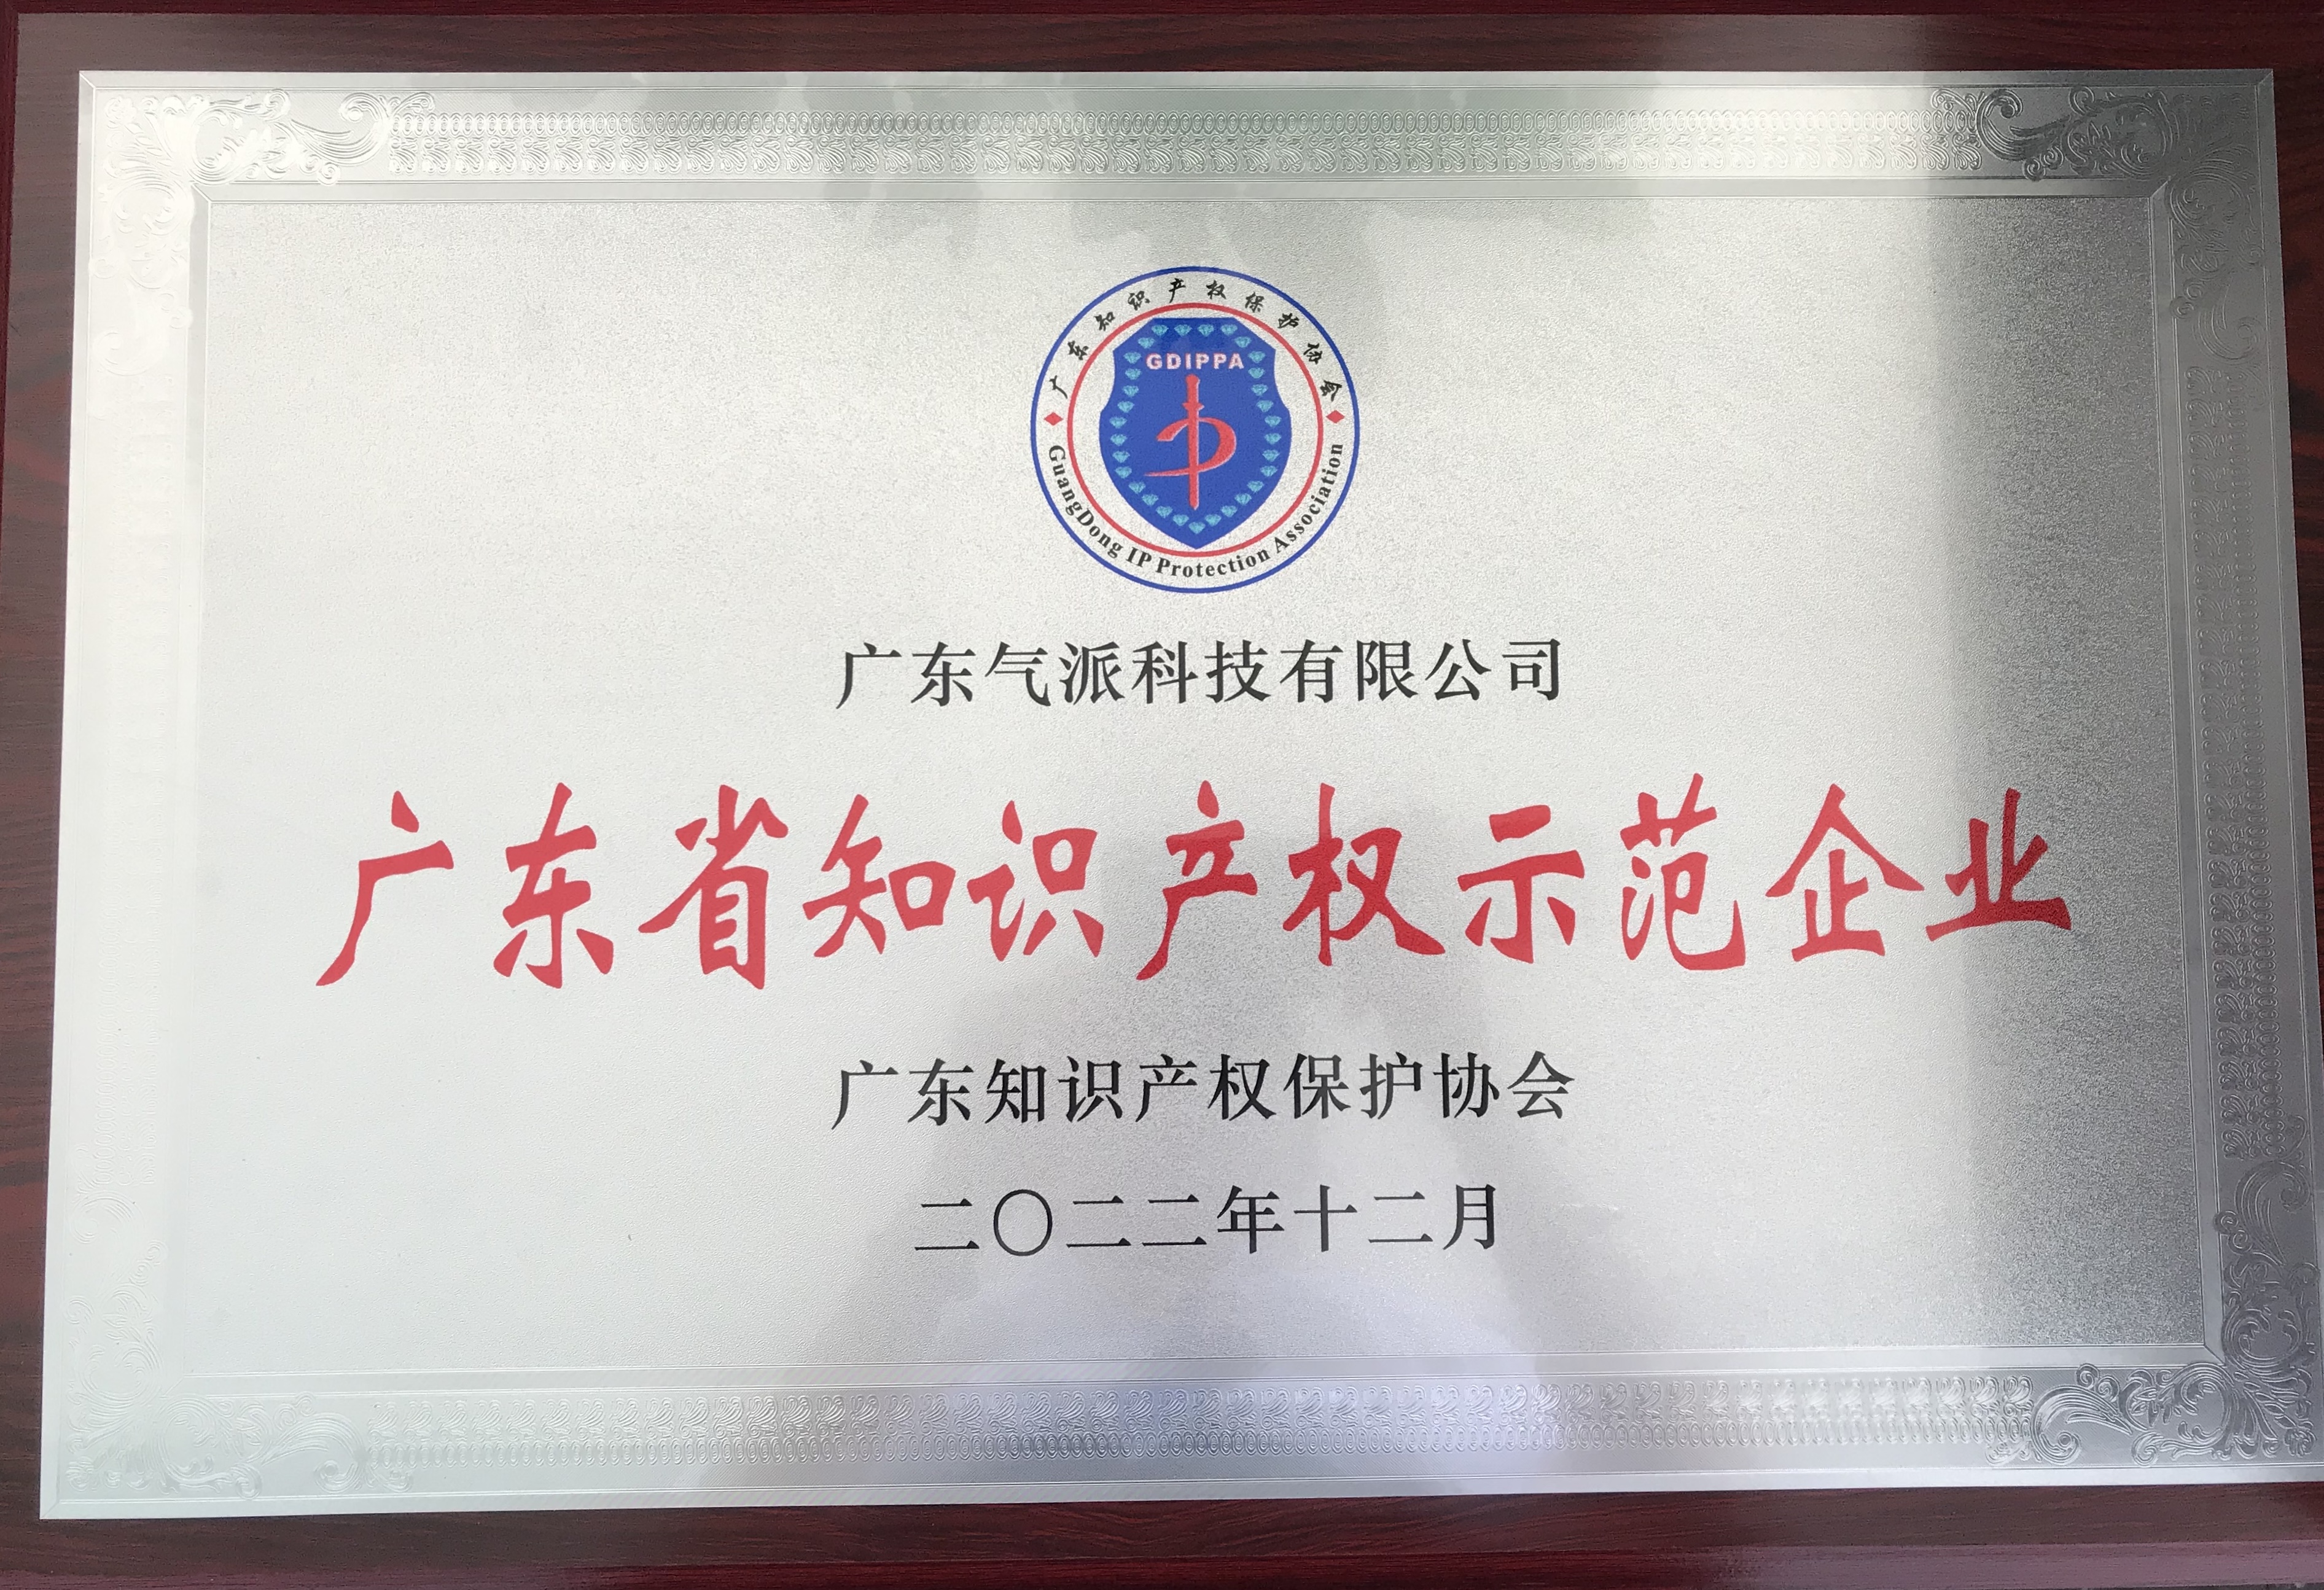 广东知识产权保护协会
GDIPPA
GuangDong IP Protection Association
广东气派科技有限公司
广东省知识产权示范企业
广东知识产权保护协会
二〇二二年十二月